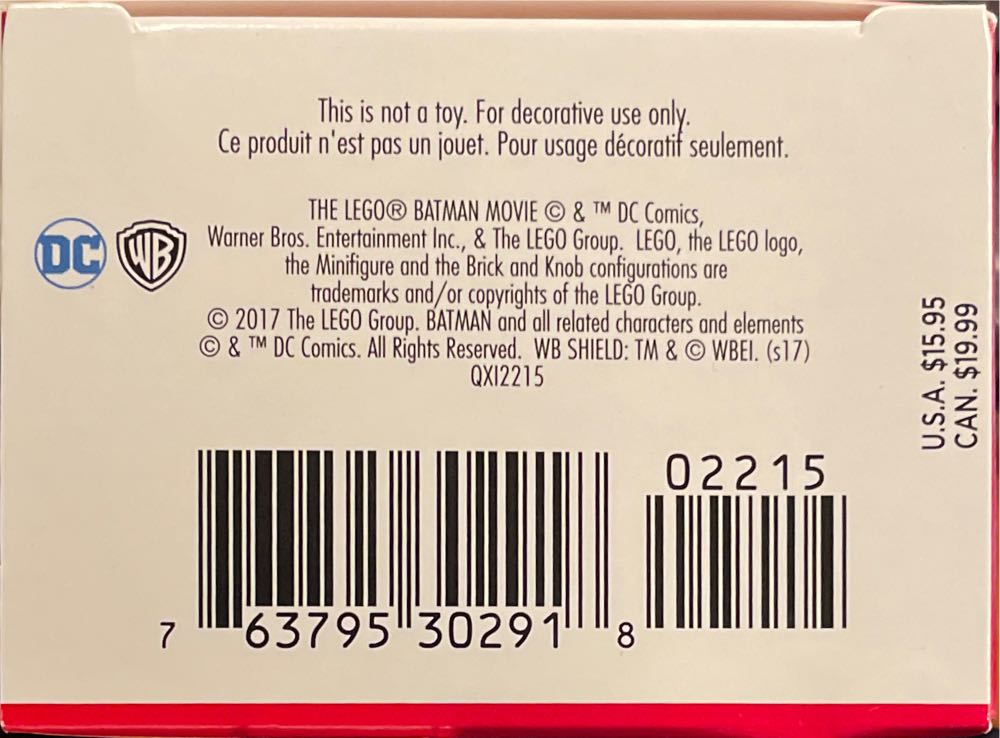 This is not a toy. For decorative use only.
Ce produit n'est pas un jouet. Pour usage décoratif seulement.
THE LEGO® BATMAN MOVIE © & ™ DC Comics,
Warner Bros. Entertainment Inc., & The LEGO Group. LEGO, the LEGO logo,
the Minifigure and the Brick and Knob configurations are
trademarks and/or copyrights of the LEGO Group.
© 2017 The LEGO Group. BATMAN and all related characters and elements
© & ™ DC Comics. All Rights Reserved. WB SHIELD: TM & © WBEI. (s17)
QXI2215
DC
WB
U.S.A. $15.95
CAN. $19.99
02215
7 63795 30291 8